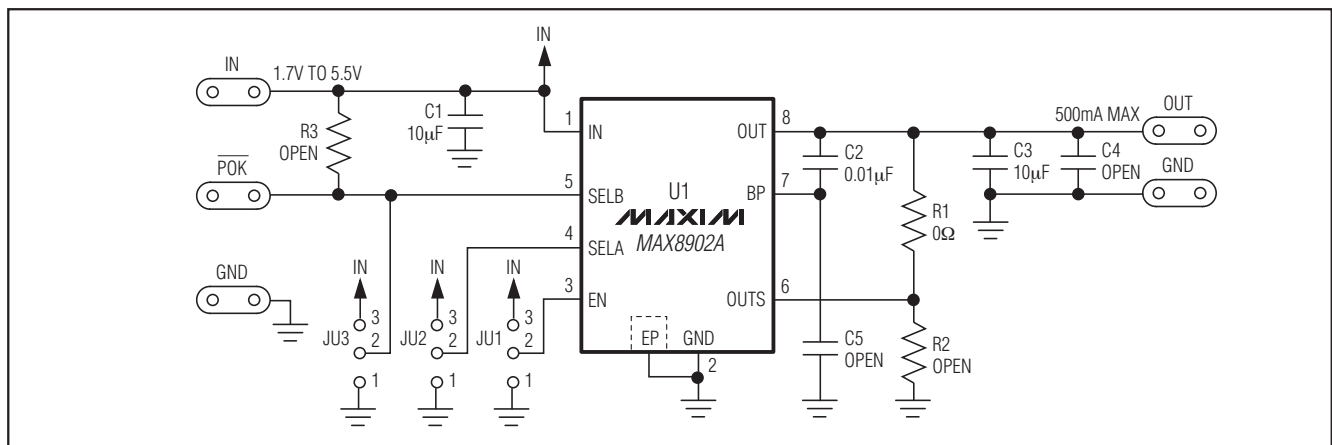 IN
1.7V TO 5.5V
IN
R3
OPEN
C1
10µF
POK
1
IN
5
SELB
4
SELA
3
EN
U1
MAXIM
MAX8902A
EP
GND
2
OUT
8
BP
7
OUTS
6
C2
0.01µF
500mA MAX
OUT
C3
10µF
C4
OPEN
GND
R1
0Ω
R2
OPEN
C5
OPEN
GND
IN
IN
IN
JU3
3
2
1
JU2
3
2
1
JU1
3
2
1